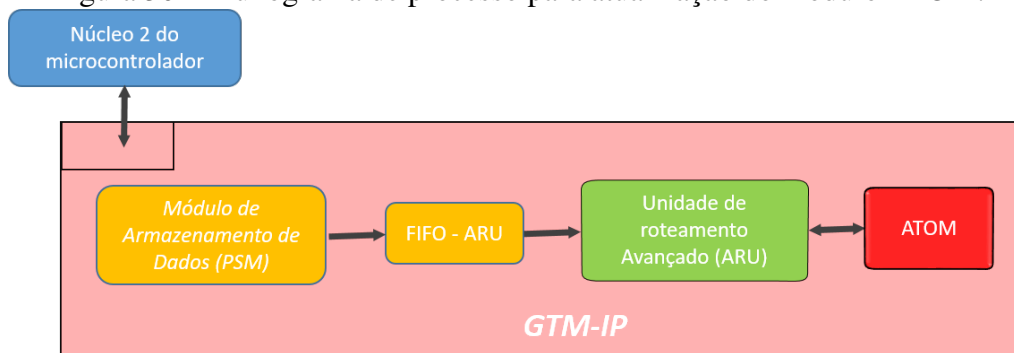 Núcleo 2 do
microcontrolador
Módulo de
Armazenamento de
Dados (PSM)
FIFO - ARU
Unidade de
roteamento
Avançado (ARU)
ATOM
GTM-IP